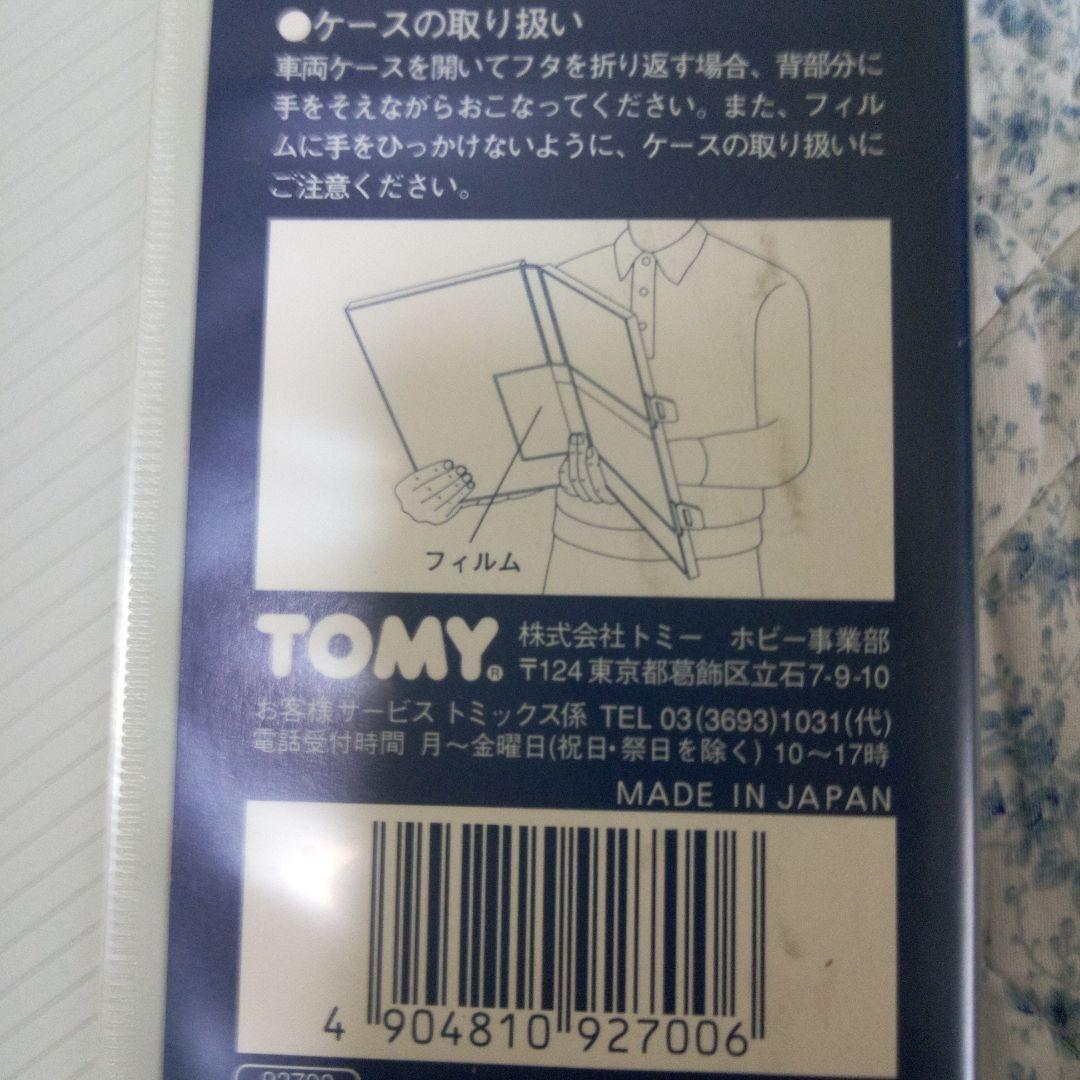 ●ケースの取り扱い
車両ケースを開いてフタを折り返す場合、背部分に
手をそえながらおこなってください。また、フィル
ムに手をひっかけないように、ケースの取り扱いに
ご注意ください。
フィルム
TOMY® 株式会社トミー ホビー事業部
〒124 東京都葛飾区立石7-9-10
お客様サービス トミックス係 TEL 03(3693)1031(代)
電話受付時間 月〜金曜日(祝日・祭日を除く) 10〜17時
MADE IN JAPAN
4 904810 927006